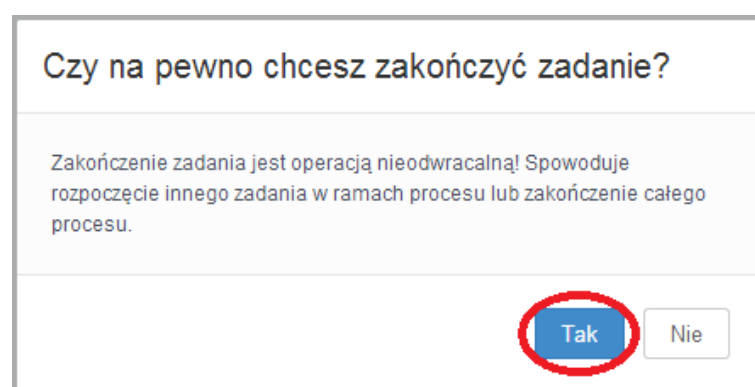 Czy na pewno chcesz zakończyć zadanie?
Zakończenie zadania jest operacją nieodwracalną! Spowoduje
rozpoczęcie innego zadania w ramach procesu lub zakończenie całego
procesu.
Tak Nie